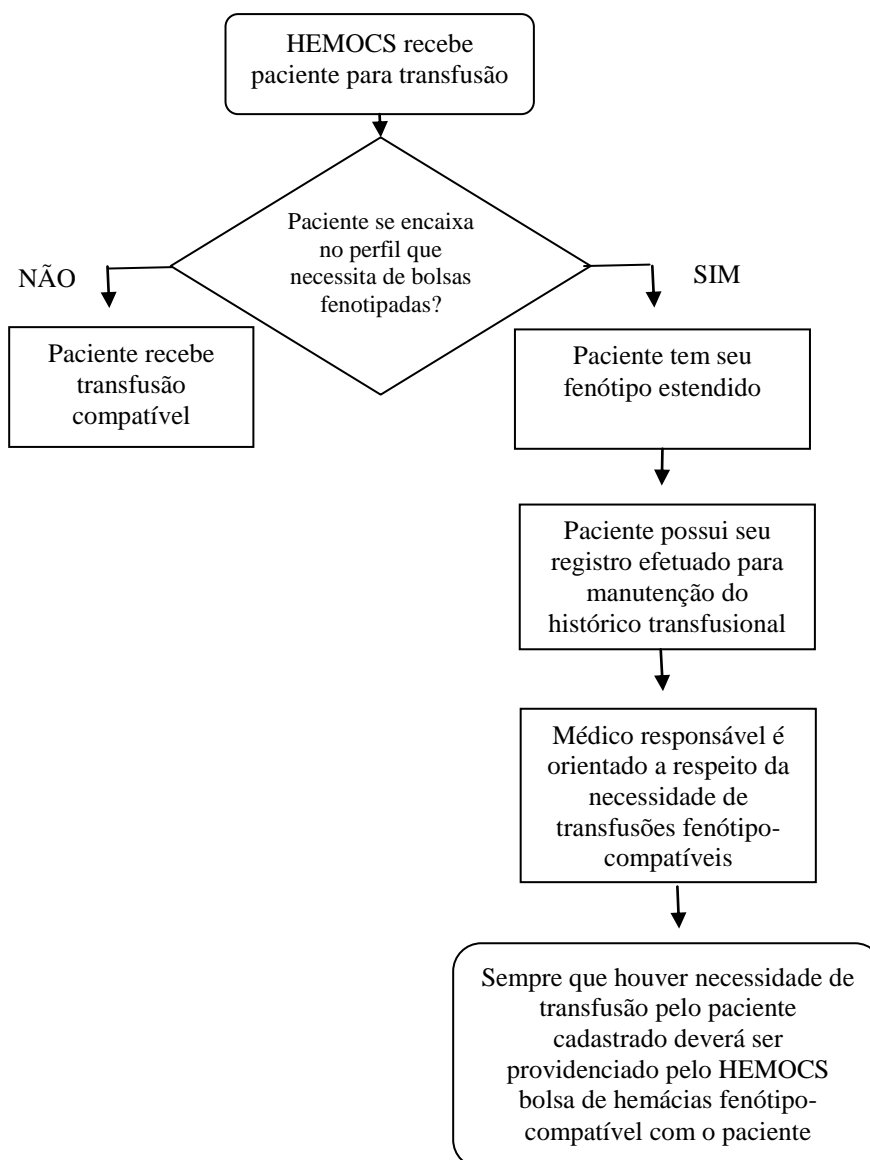 HEMOCS recebe
paciente para transfusão
Paciente se encaixa
no perfil que
necessita de bolsas
fenotipadas?
NÃO
SIM
Paciente recebe
transfusão
compatível
Paciente tem seu
fenótipo estendido
Paciente possui seu
registro efetuado para
manutenção do
histórico transfusional
Médico responsável é
orientado a respeito da
necessidade de
transfusões fenótipo-
compatíveis
Sempre que houver necessidade de
transfusão pelo paciente
cadastrado deverá ser
providenciado pelo HEMOCS
bolsa de hemácias fenótipo-
compatível com o paciente